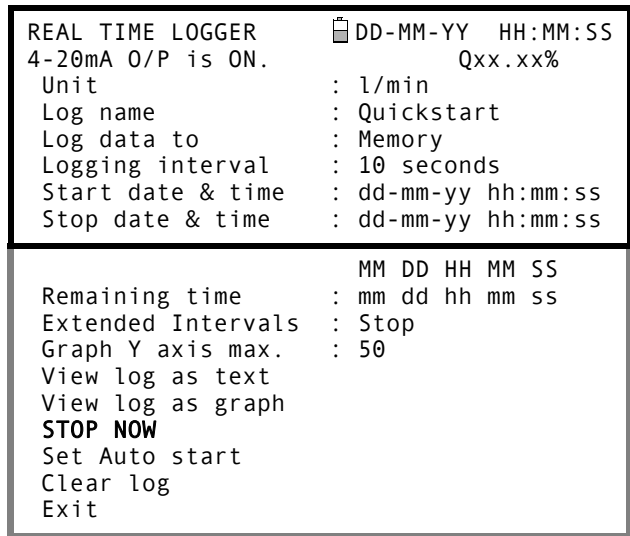 REAL TIME LOGGER DD-MM-YY HH:MM:SS
4-20mA O/P is ON. Qxx.xx%
Unit : l/min
Log name : Quickstart
Log data to : Memory
Logging interval : 10 seconds
Start date & time : dd-mm-yy hh:mm:ss
Stop date & time : dd-mm-yy hh:mm:ss
MM DD HH MM SS
Remaining time : mm dd hh mm ss
Extended Intervals : Stop
Graph Y axis max. : 50
View log as text
View log as graph
STOP NOW
Set Auto start
Clear log
Exit